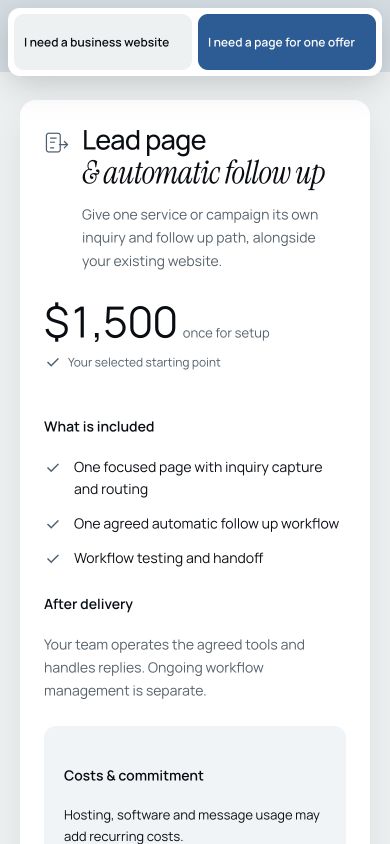 I need a business website
I need a page for one offer
Lead page
& automatic follow up
Give one service or campaign its own
inquiry and follow up path, alongside
your existing website.
$1,500 once for setup
Your selected starting point
What is included
One focused page with inquiry capture
and routing
One agreed automatic follow up workflow
Workflow testing and handoff
After delivery
Your team operates the agreed tools and
handles replies. Ongoing workflow
management is separate.
Costs & commitment
Hosting, software and message usage may
add recurring costs.